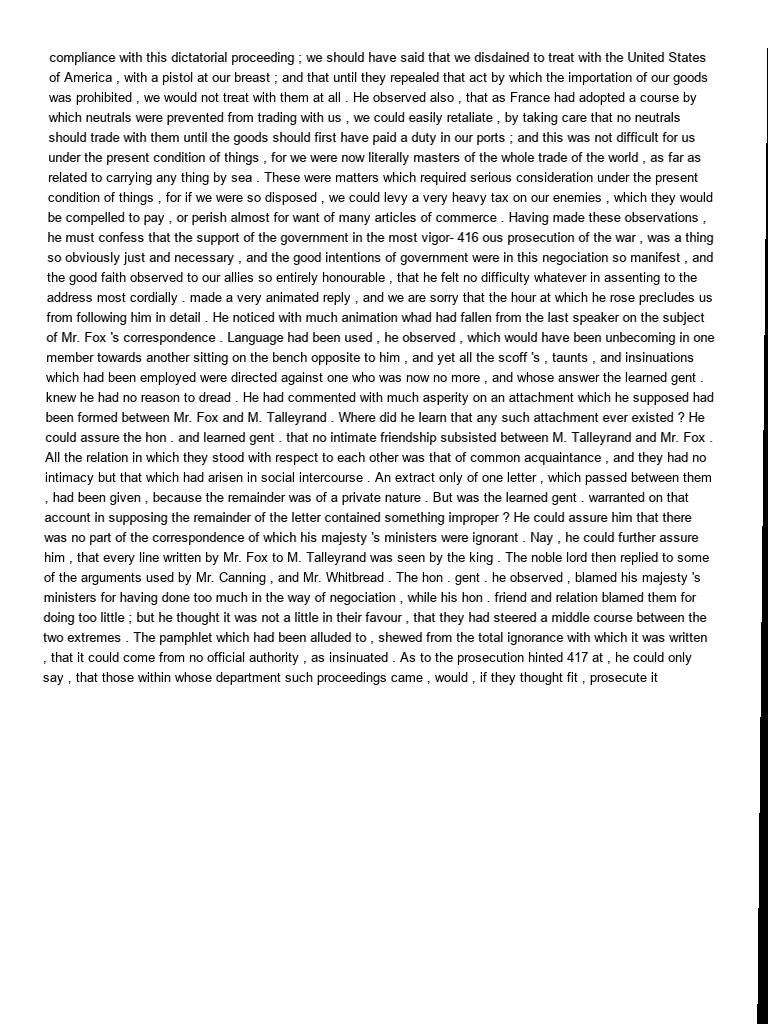 compliance with this dictatorial proceeding ; we should have said that we disdained to treat with the United States
of America , with a pistol at our breast ; and that until they repealed that act by which the importation of our goods
was prohibited , we would not treat with them at all . He observed also , that as France had adopted a course by
which neutrals were prevented from trading with us , we could easily retaliate , by taking care that no neutrals
should trade with them until the goods should first have paid a duty in our ports ; and this was not difficult for us
under the present condition of things , for we were now literally masters of the whole trade of the world , as far as
related to carrying any thing by sea . These were matters which required serious consideration under the present
condition of things , for if we were so disposed , we could levy a very heavy tax on our enemies , which they would
be compelled to pay , or perish almost for want of many articles of commerce . Having made these observations ,
he must confess that the support of the government in the most vigor- 416 ous prosecution of the war , was a thing
so obviously just and necessary , and the good intentions of government were in this negociation so manifest , and
the good faith observed to our allies so entirely honourable , that he felt no difficulty whatever in assenting to the
address most cordially . made a very animated reply , and we are sorry that the hour at which he rose precludes us
from following him in detail . He noticed with much animation whad had fallen from the last speaker on the subject
of Mr. Fox 's correspondence . Language had been used , he observed , which would have been unbecoming in one
member towards another sitting on the bench opposite to him , and yet all the scoff 's , taunts , and insinuations
which had been employed were directed against one who was now no more , and whose answer the learned gent .
knew he had no reason to dread . He had commented with much asperity on an attachment which he supposed had
been formed between Mr. Fox and M. Talleyrand . Where did he learn that any such attachment ever existed ? He
could assure the hon . and learned gent . that no intimate friendship subsisted between M. Talleyrand and Mr. Fox .
All the relation in which they stood with respect to each other was that of common acquaintance , and they had no
intimacy but that which had arisen in social intercourse . An extract only of one letter , which passed between them
, had been given , because the remainder was of a private nature . But was the learned gent . warranted on that
account in supposing the remainder of the letter contained something improper ? He could assure him that there
was no part of the correspondence of which his majesty 's ministers were ignorant . Nay , he could further assure
him , that every line written by Mr. Fox to M. Talleyrand was seen by the king . The noble lord then replied to some
of the arguments used by Mr. Canning , and Mr. Whitbread . The hon . gent . he observed , blamed his majesty 's
ministers for having done too much in the way of negociation , while his hon . friend and relation blamed them for
doing too little ; but he thought it was not a little in their favour , that they had steered a middle course between the
two extremes . The pamphlet which had been alluded to , shewed from the total ignorance with which it was written
, that it could come from no official authority , as insinuated . As to the prosecution hinted 417 at , he could only
say , that those within whose department such proceedings came , would , if they thought fit , prosecute it